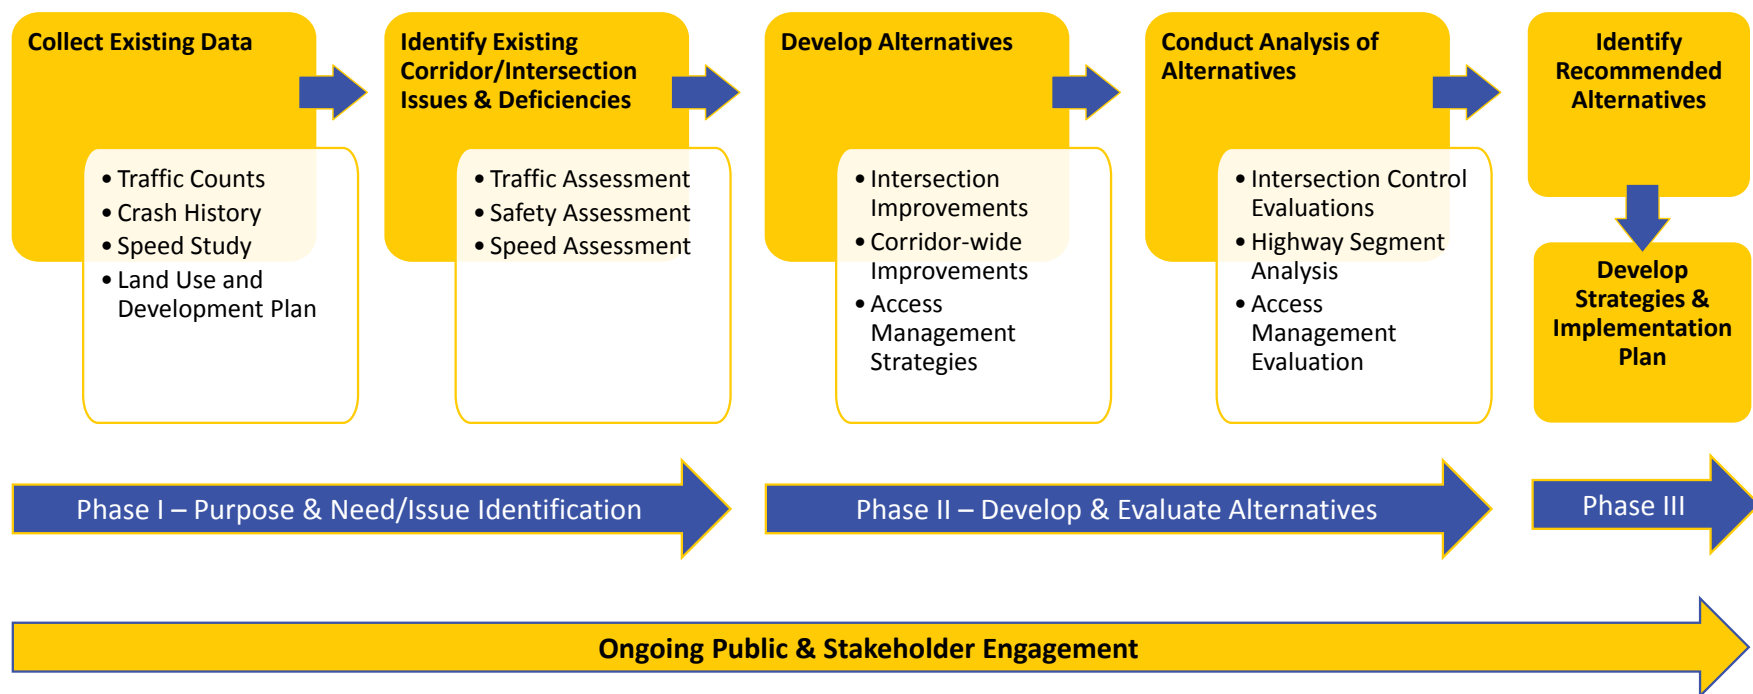 Collect Existing Data
• Traffic Counts
• Crash History
• Speed Study
• Land Use and
Development Plan
Identify Existing
Corridor/Intersection
Issues & Deficiencies
• Traffic Assessment
• Safety Assessment
• Speed Assessment
Develop Alternatives
• Intersection
Improvements
• Corridor-wide
Improvements
• Access
Management
Strategies
Conduct Analysis of
Alternatives
• Intersection Control
Evaluations
• Highway Segment
Analysis
• Access
Management
Evaluation
Identify
Recommended
Alternatives
Develop
Strategies &
Implementation
Plan
Phase I – Purpose & Need/Issue Identification
Phase II – Develop & Evaluate Alternatives
Phase III
Ongoing Public & Stakeholder Engagement